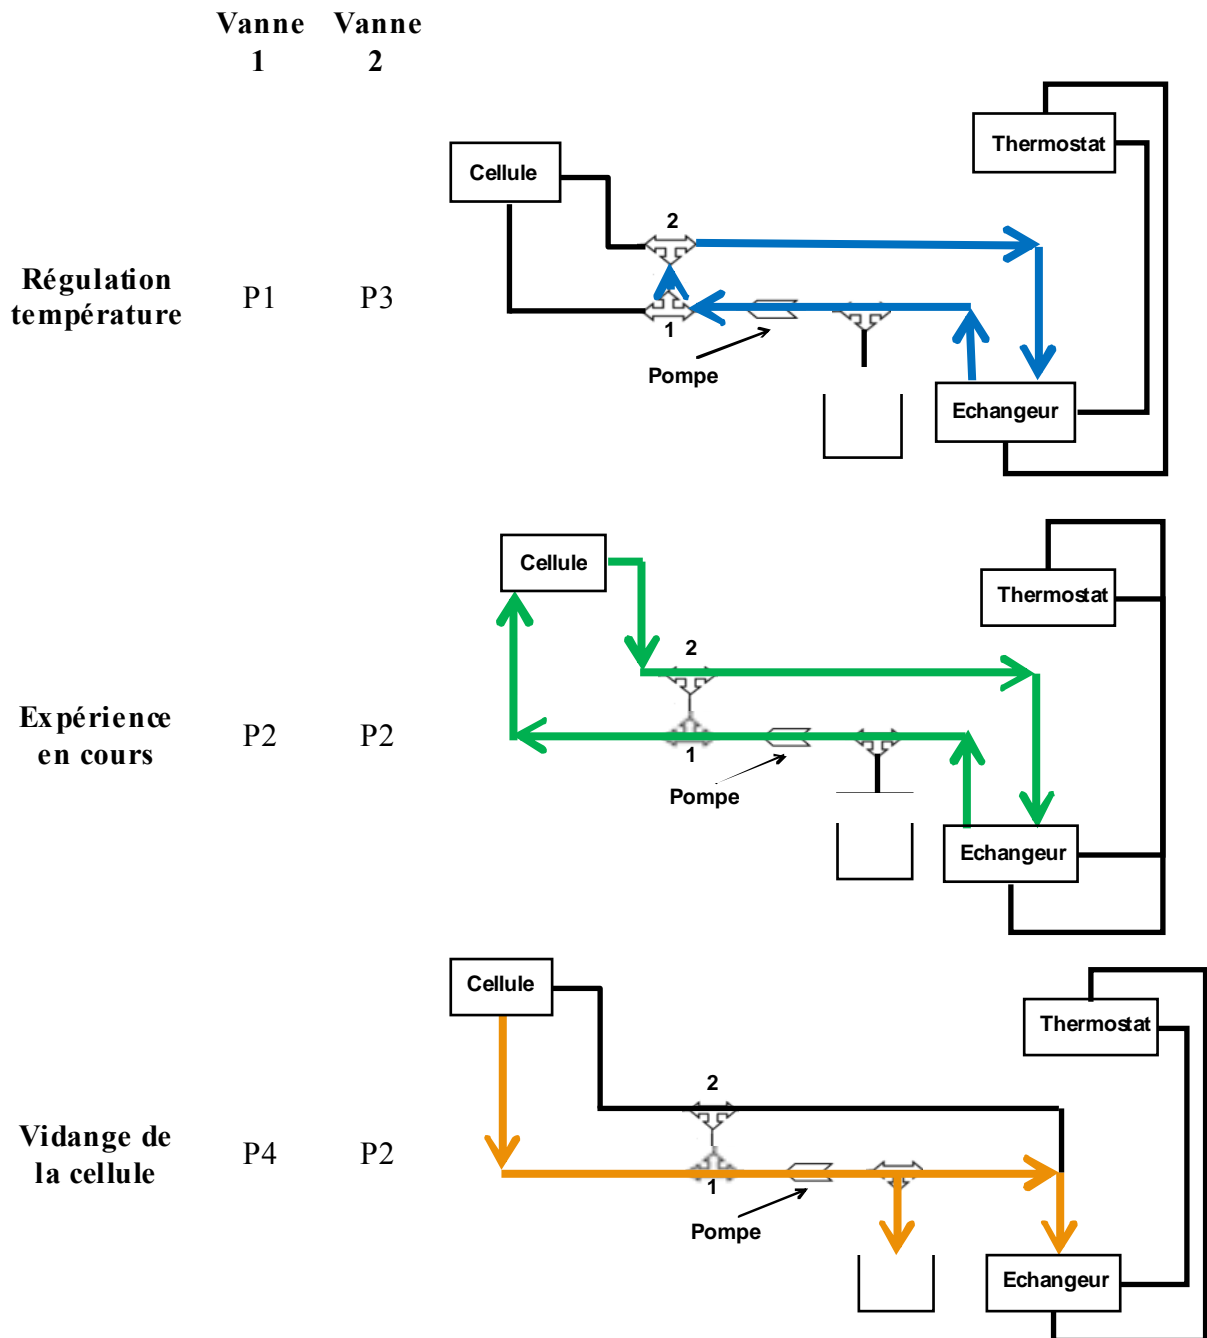 Vanne Vanne
1 2
Thermostat
Cellule
2
Régulation
température
P1 P3
1
Pompe
Echangeur
Cellule
Thermostat
2
Expérience
en cours
P2 P2
1
Pompe
Echangeur
Cellule
Thermostat
2
Vidange de
la cellule
P4 P2
1
Pompe
Echangeur